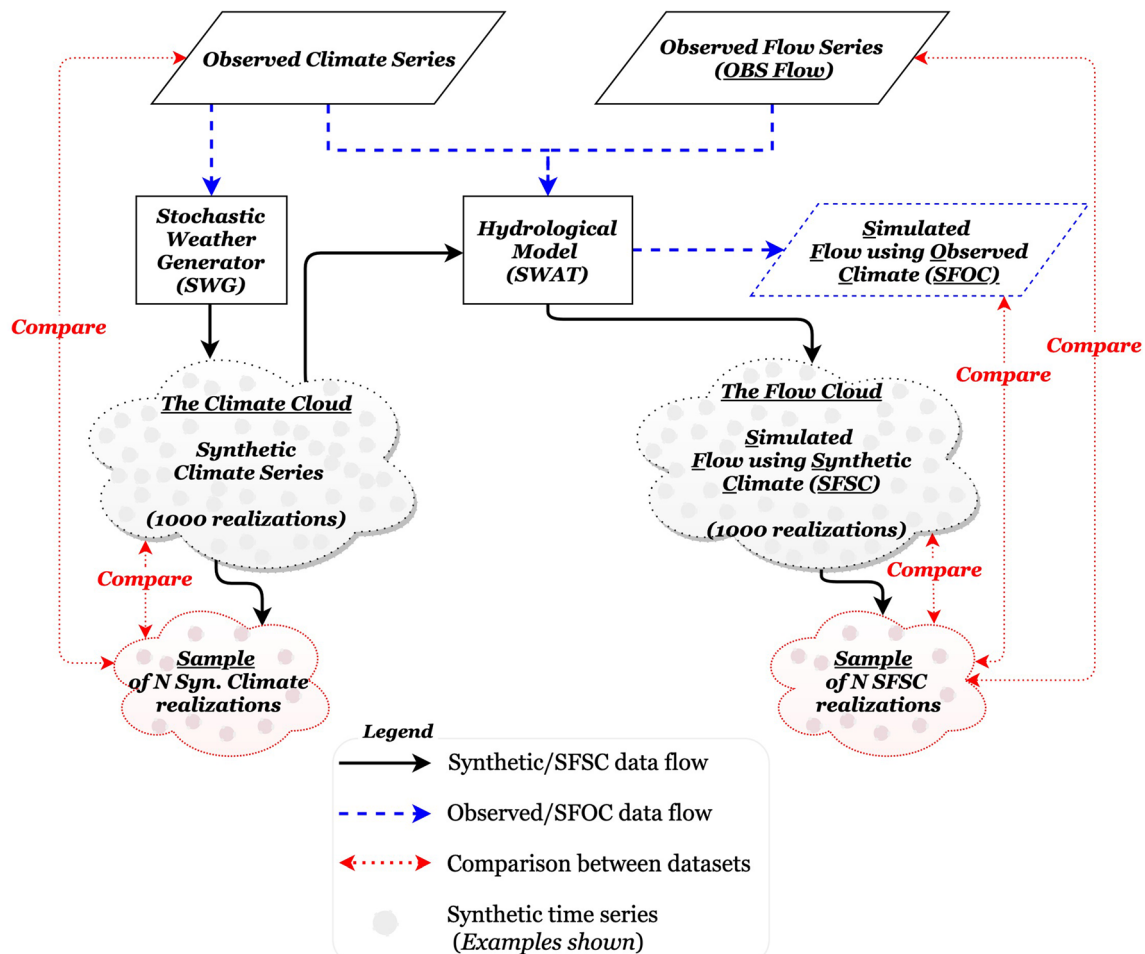 Observed Climate Series
Observed Flow Series
(OBS Flow)
Stochastic
Weather
Generator
(SWG)
Hydrological
Model
(SWAT)
Simulated
Flow using Observed
Climate (SFOC)
Compare
Compare
Compare
The Climate Cloud
Synthetic
Climate Series
(1000 realizations)
The Flow Cloud
Simulated
Flow using Synthetic
Climate (SFSC)
(1000 realizations)
Compare
Compare
Sample
of N Syn. Climate
realizations
Sample
of N SFSC
realizations
Legend
Synthetic/SFSC data flow
Observed/SFOC data flow
Comparison between datasets
Synthetic time series
(Examples shown)